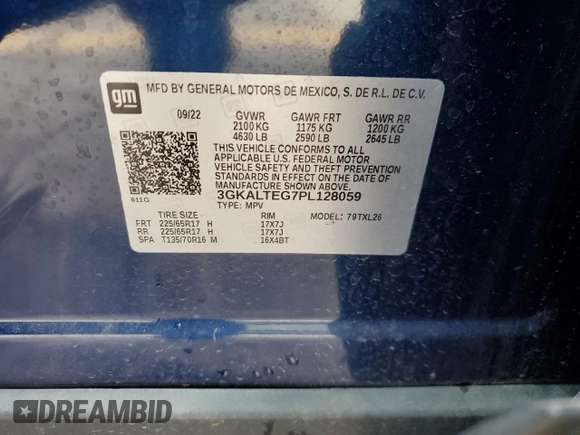 gm
MFD BY GENERAL MOTORS DE MEXICO, S. DE R.L. DE C.V.
09/22 GVWR GAWR FRT GAWR RR
2100 KG 1175 KG 1200 KG
4630 LB 2590 LB 2645 LB
THIS VEHICLE CONFORMS TO ALL
APPLICABLE U.S. FEDERAL MOTOR
VEHICLE SAFETY AND THEFT PREVENTION
STANDARDS IN EFFECT ON THE DATE OF
MANUFACTURE SHOWN ABOVE.
611G 3GKALTEG7PL128059
TYPE: MPV
TIRE SIZE RIM MODEL: 79TXL26
FRT 225/65R17 H 17X7J
RR 225/65R17 H 17X7J
SPA T135/70R16 M 16X4BT
DREAMBID